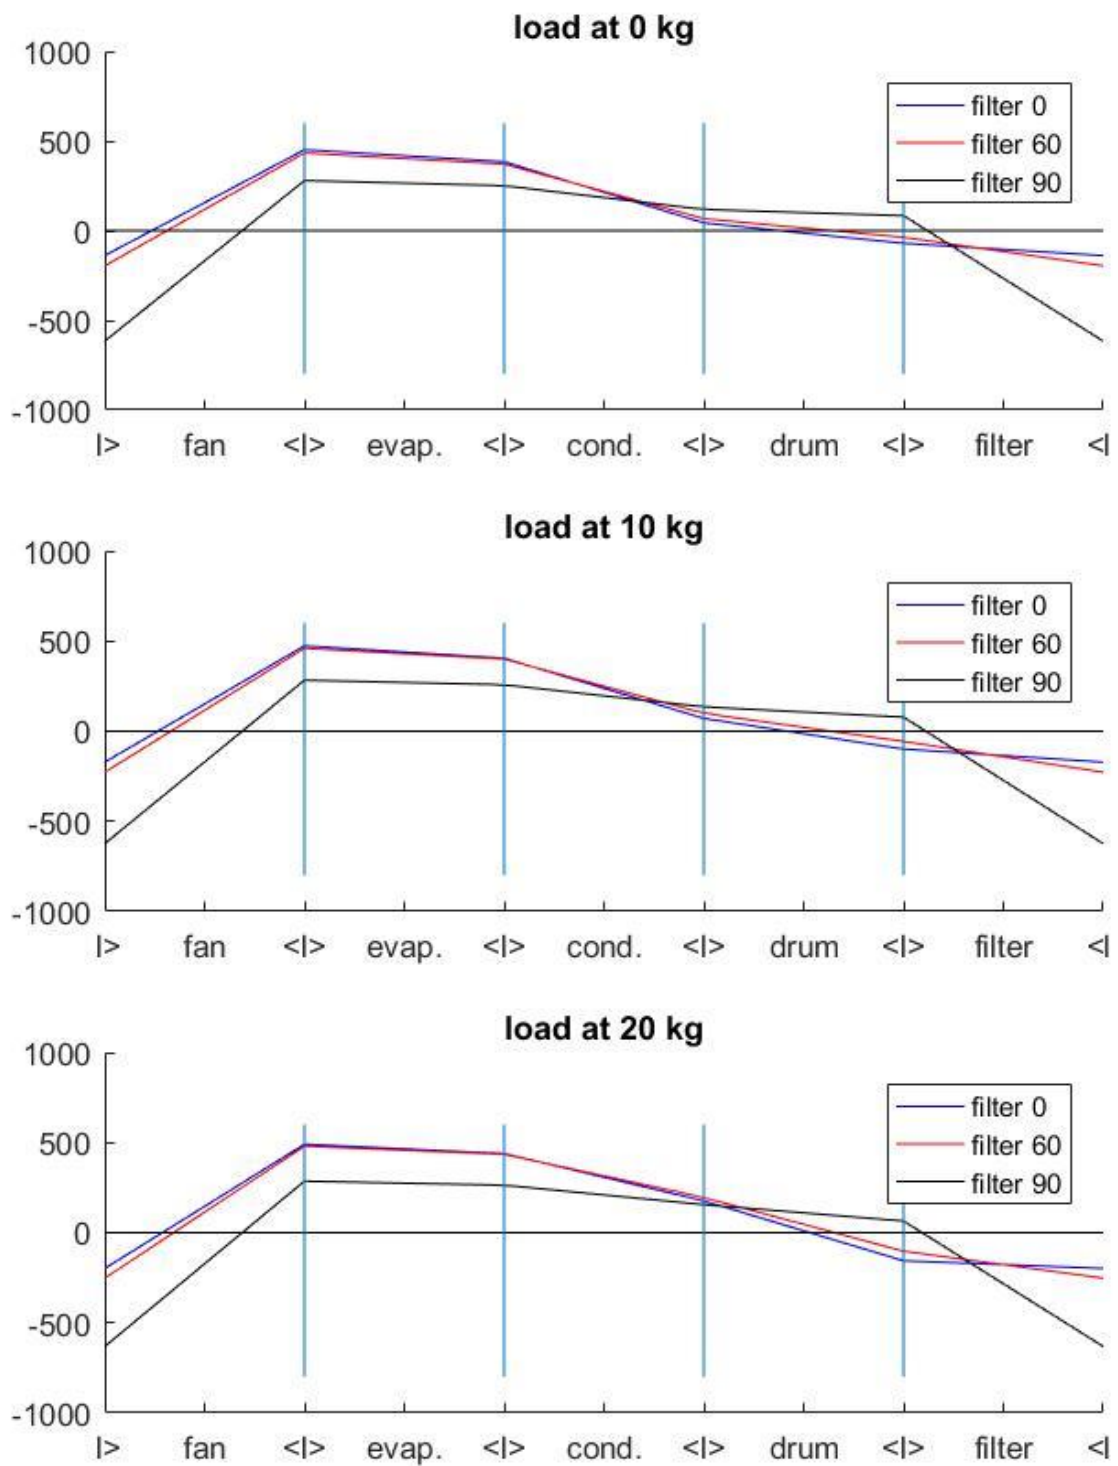 load at 0 kg
1000
500
0
-500
-1000
filter 0
filter 60
filter 90
I> fan <I> evap. <I> cond. <I> drum <I> filter <I
load at 10 kg
1000
500
0
-500
-1000
filter 0
filter 60
filter 90
I> fan <I> evap. <I> cond. <I> drum <I> filter <I
load at 20 kg
1000
500
0
-500
-1000
filter 0
filter 60
filter 90
I> fan <I> evap. <I> cond. <I> drum <I> filter <I